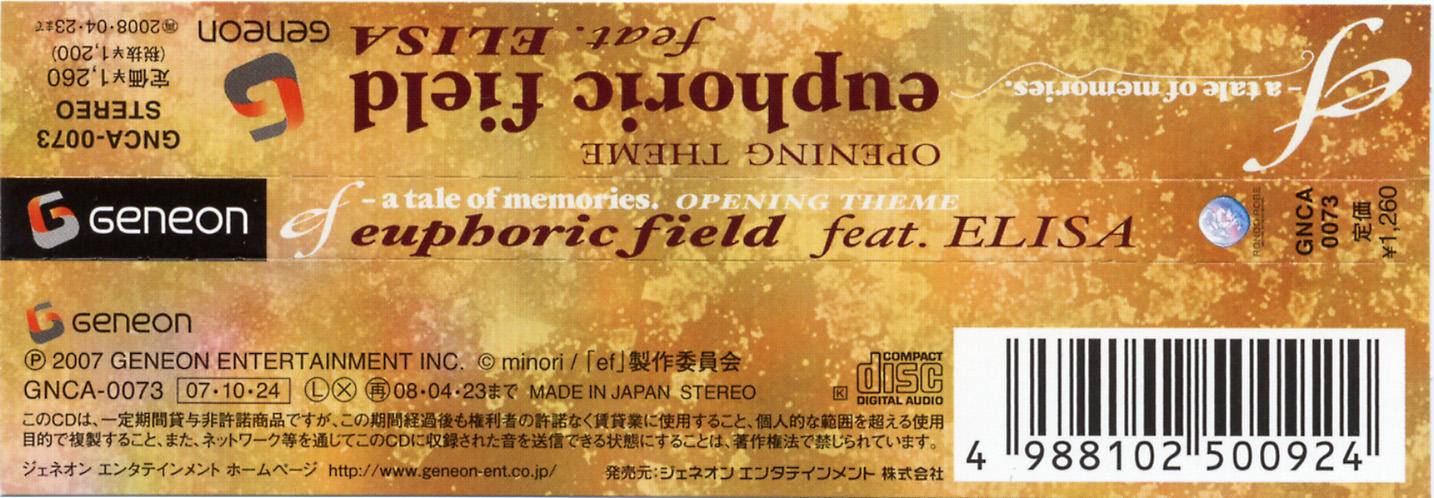 GNCA-0073
STEREO
定価¥1,260
(税抜¥1,200)
㊢2008・04・23まで
GENEON
OPENING THEME
euphoric field
feat. ELISA
ef
- a tale of memories.
GENEON
ef - a tale of memories. OPENING THEME
euphoric field feat. ELISA
GNCA
0073
定価
¥1,260
GENEON
Ⓟ 2007 GENEON ENTERTAINMENT INC. © minori / 「ef」製作委員会
GNCA-0073 07・10・24 Ⓛ Ⓧ 再 08・04・23まで MADE IN JAPAN STEREO
K COMPACT disc DIGITAL AUDIO
このCDは、一定期間貸与非許諾商品ですが、この期間経過後も権利者の許諾なく賃貸業に使用すること、個人的な範囲を超える使用
目的で複製すること、また、ネットワーク等を通じてこのCDに収録された音を送信できる状態にすることは、著作権法で禁じられています。
ジェネオン エンタテインメント ホームページ http://www.geneon-ent.co.jp/ 発売元:ジェネオン エンタテインメント 株式会社
4 988102 500924